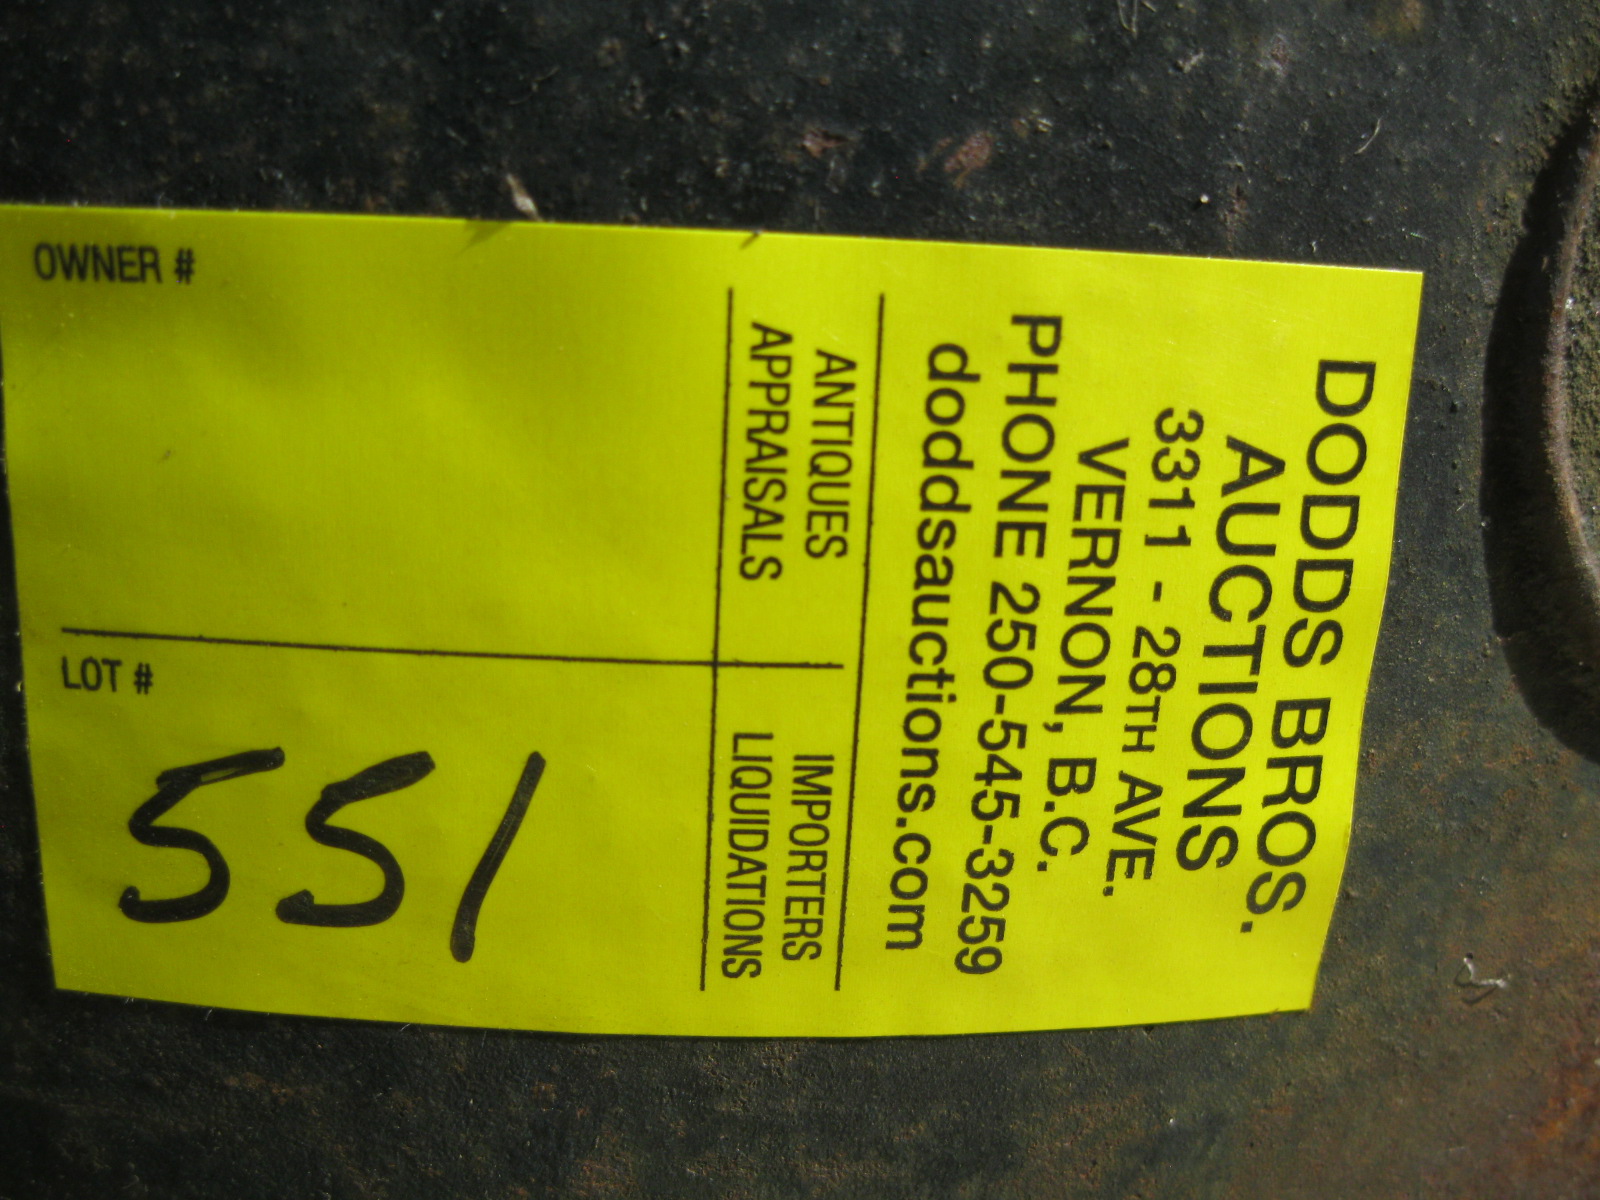 DODDS BROS.
AUCTIONS
3311 - 28TH AVE.
VERNON, B.C.
PHONE 250-545-3259
doddsauctions.com
ANTIQUES
APPRAISALS
IMPORTERS
LIQUIDATIONS
OWNER #
LOT #
551